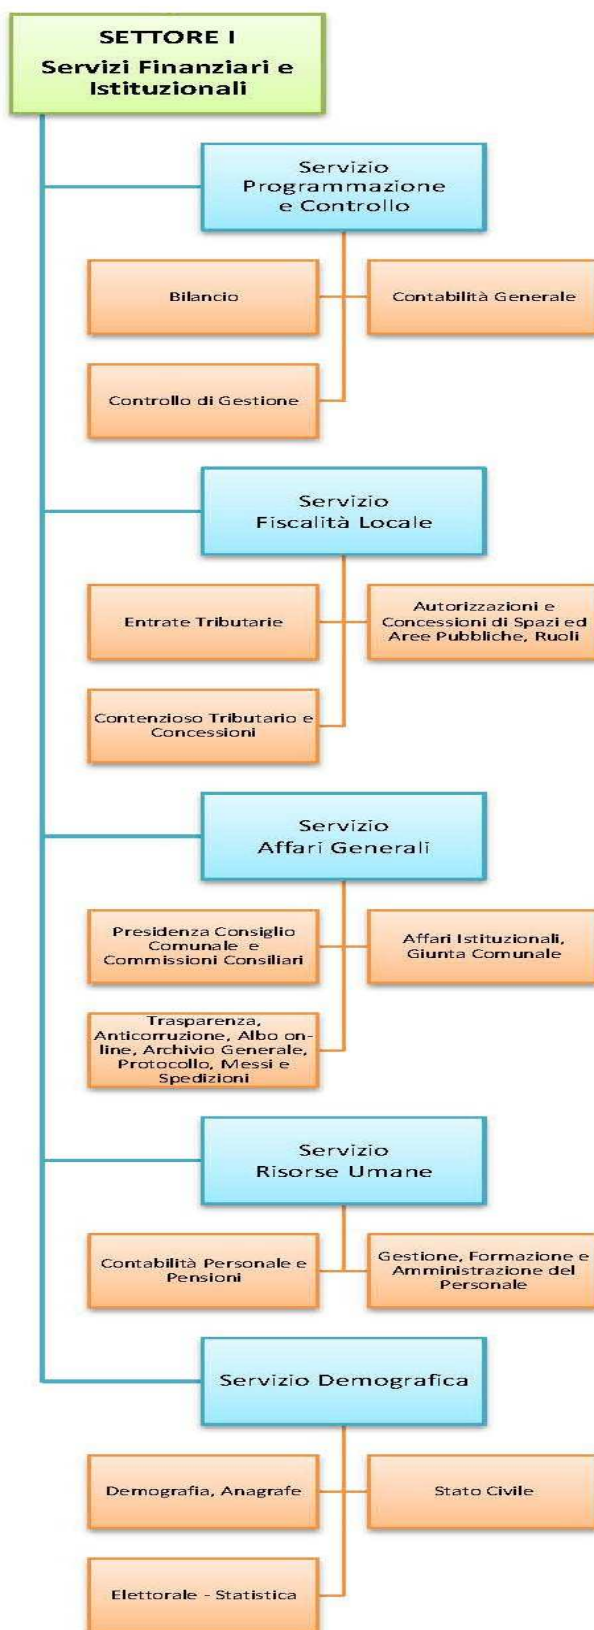 SETTORE I
Servizi Finanziari e
Istituzionali
Servizio
Programmazione
e Controllo
Bilancio
Contabilità Generale
Controllo di Gestione
Servizio
Fiscalità Locale
Entrate Tributarie
Autorizzazioni e
Concessioni di Spazi ed
Aree Pubbliche, Ruoli
Contenzioso Tributario e
Concessioni
Servizio
Affari Generali
Presidenza Consiglio
Comunale e
Commissioni Consiliari
Affari Istituzionali,
Giunta Comunale
Trasparenza,
Anticorruzione, Albo on-
line, Archivio Generale,
Protocollo, Messi e
Spedizioni
Servizio
Risorse Umane
Contabilità Personale e
Pensioni
Gestione, Formazione e
Amministrazione del
Personale
Servizio Demografica
Demografia, Anagrafe
Stato Civile
Elettorale - Statistica